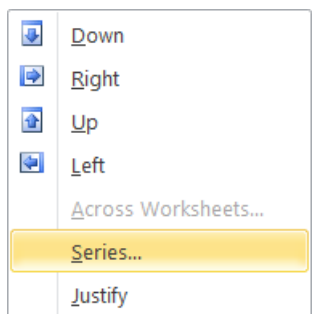 Down
Right
Up
Left
Across Worksheets...
Series...
Justify